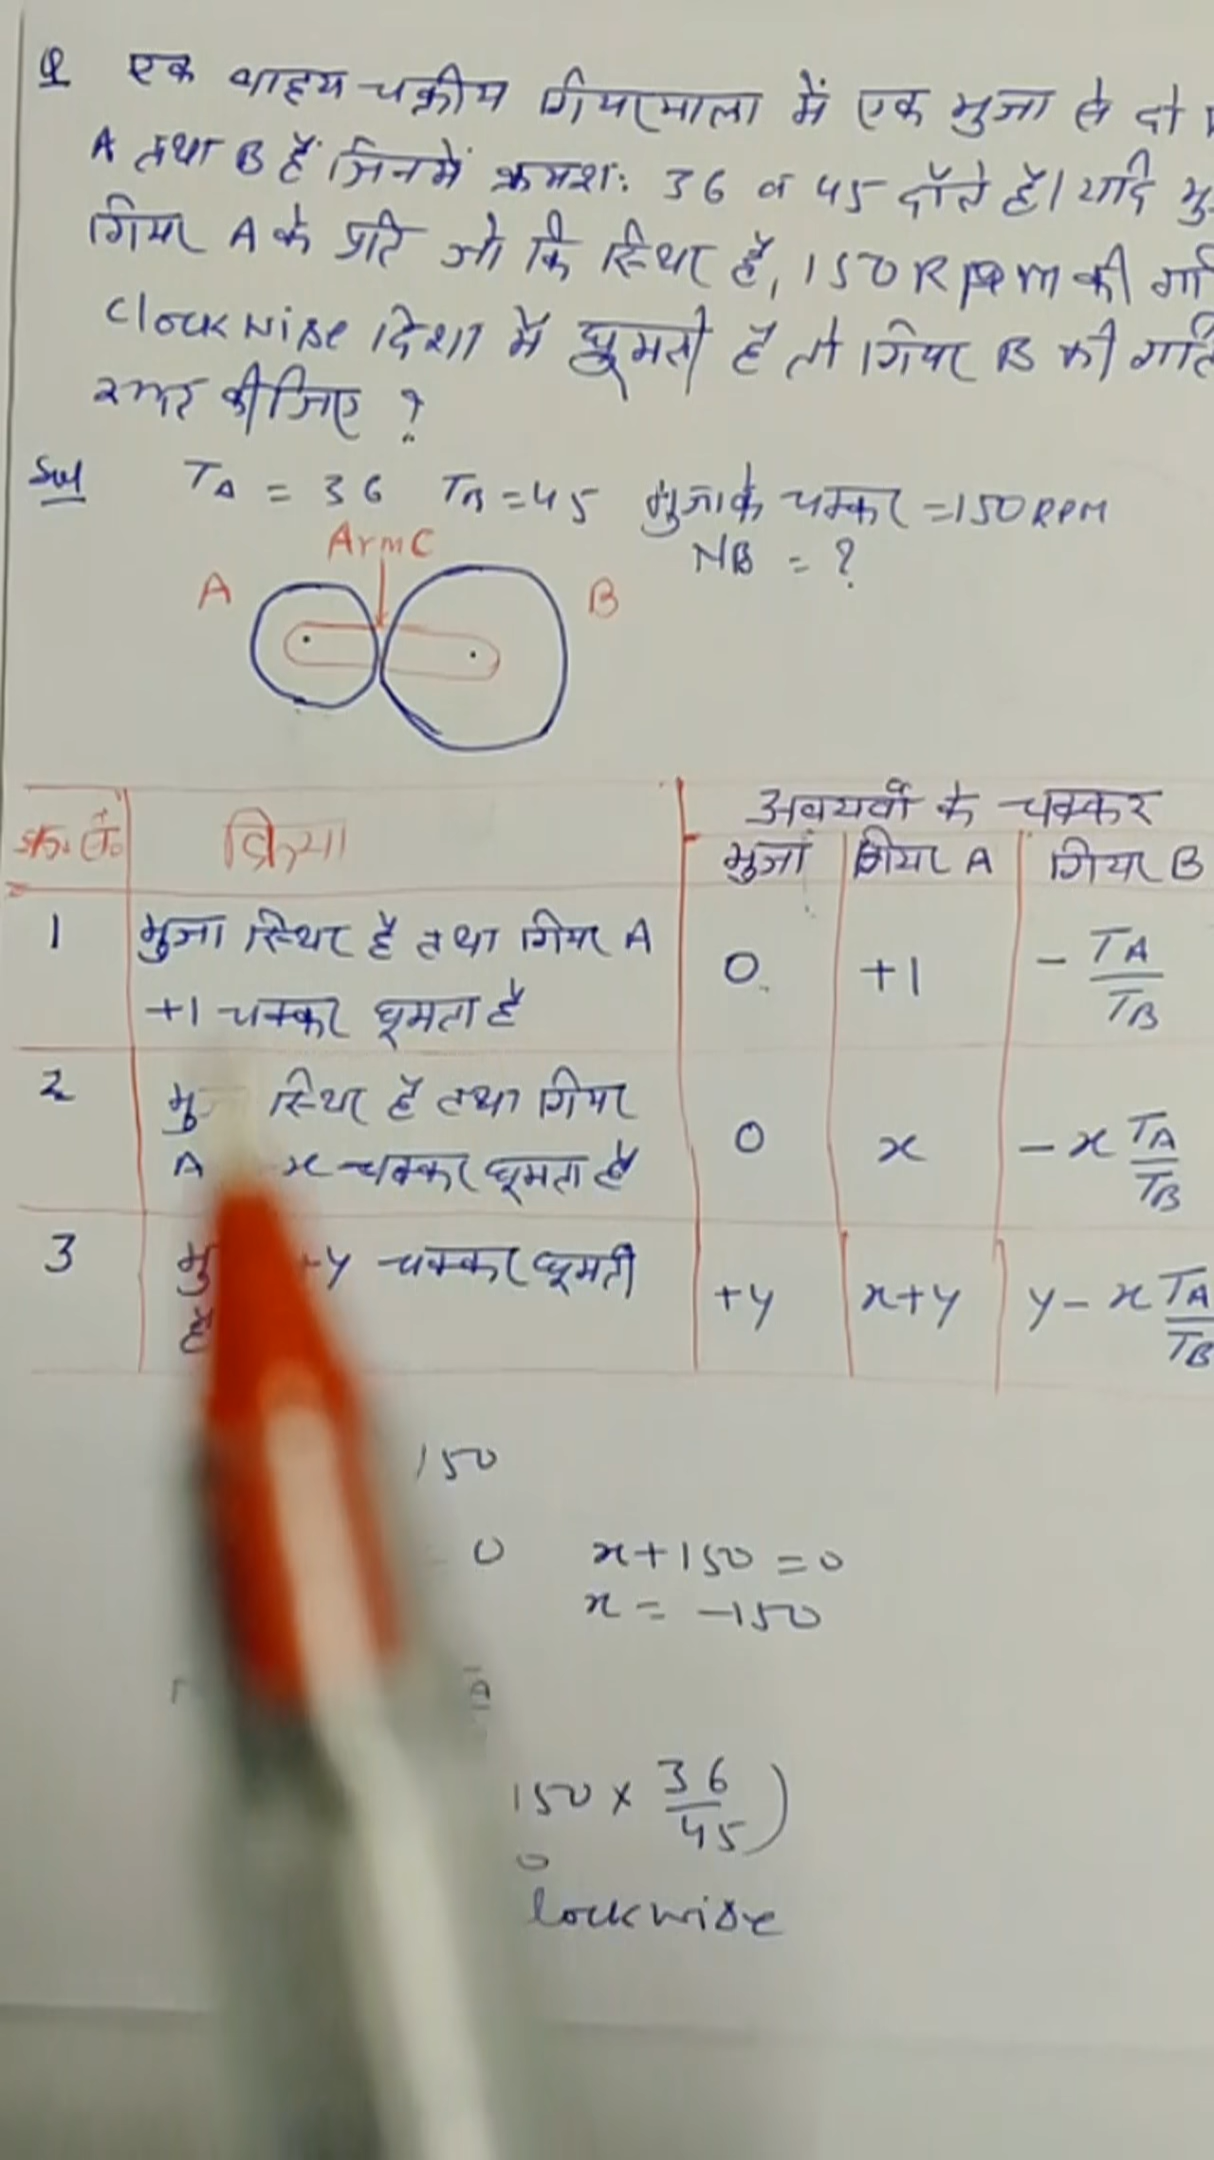 Q एक बाह्य चक्रीय गियरमाला में एक भुजा से दो
A तथा B हैं जिनमें क्रमशः 36 व 45 दाँते है। यदि
गियर A के प्रति जो कि स्थिर है, 150 RPM की
Clockwise दिशा में घूमती है तो गियर B की
कीजिए ?
Sol TA = 36 TB = 45 भुजा के चक्कर = 150 RPM
NB = ?
Arm C
A B
क्र. सं. क्रिया अवयवों के चक्कर
भुजा गियर A गियर B
1 भुजा स्थिर है तथा गियर A
+1 चक्कर घूमता है
0 +1 - TA/TB
2 स्थिर है तथा गियर
A x चक्कर घूमता है
0 x - x TA/TB
3 +y चक्कर घूमती
है
+y x+y y - x TA/TB
150
0 x+150 = 0
x = -150
150 × 36/45)
0
lockwise